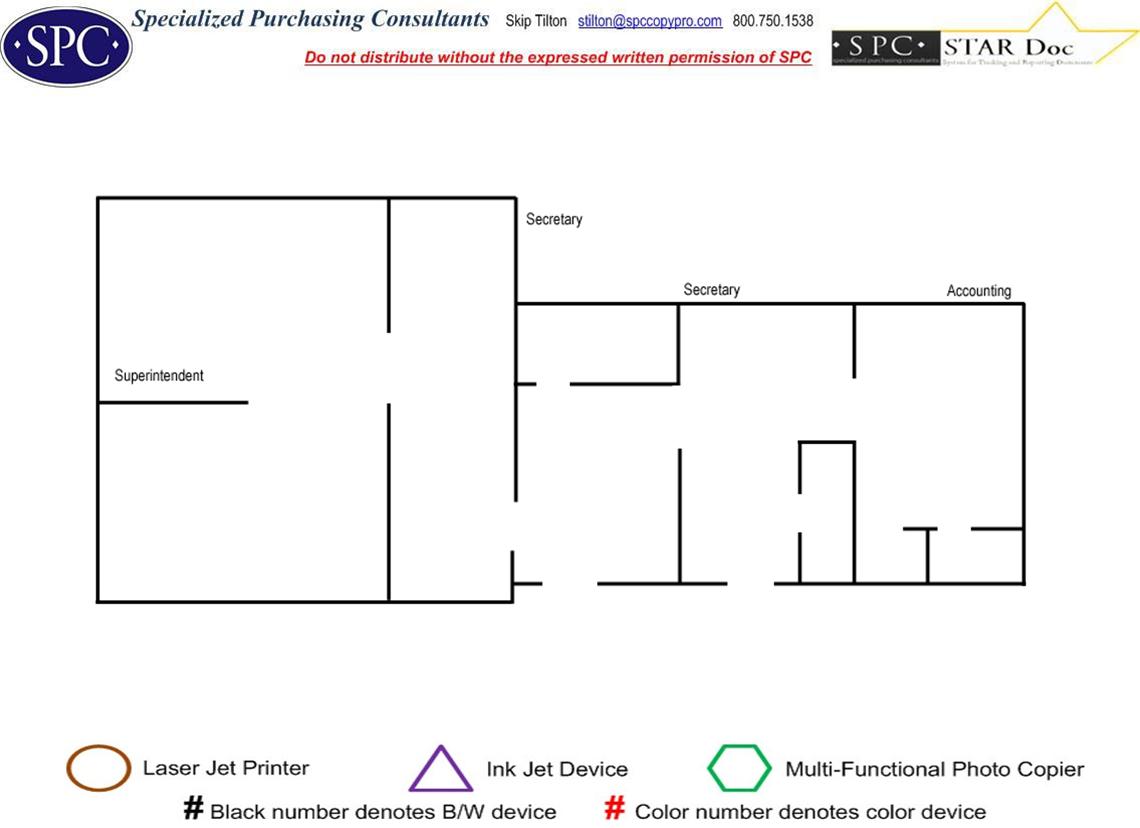 SPC
Specialized Purchasing Consultants Skip Tilton stilton@spccopypro.com 800.750.1538
Do not distribute without the expressed written permission of SPC
SPC STAR Doc
specialized purchasing consultants System for Tracking and Reporting Documents
Secretary
Secretary
Accounting
Superintendent
Laser Jet Printer
Ink Jet Device
Multi-Functional Photo Copier
# Black number denotes B/W device
# Color number denotes color device